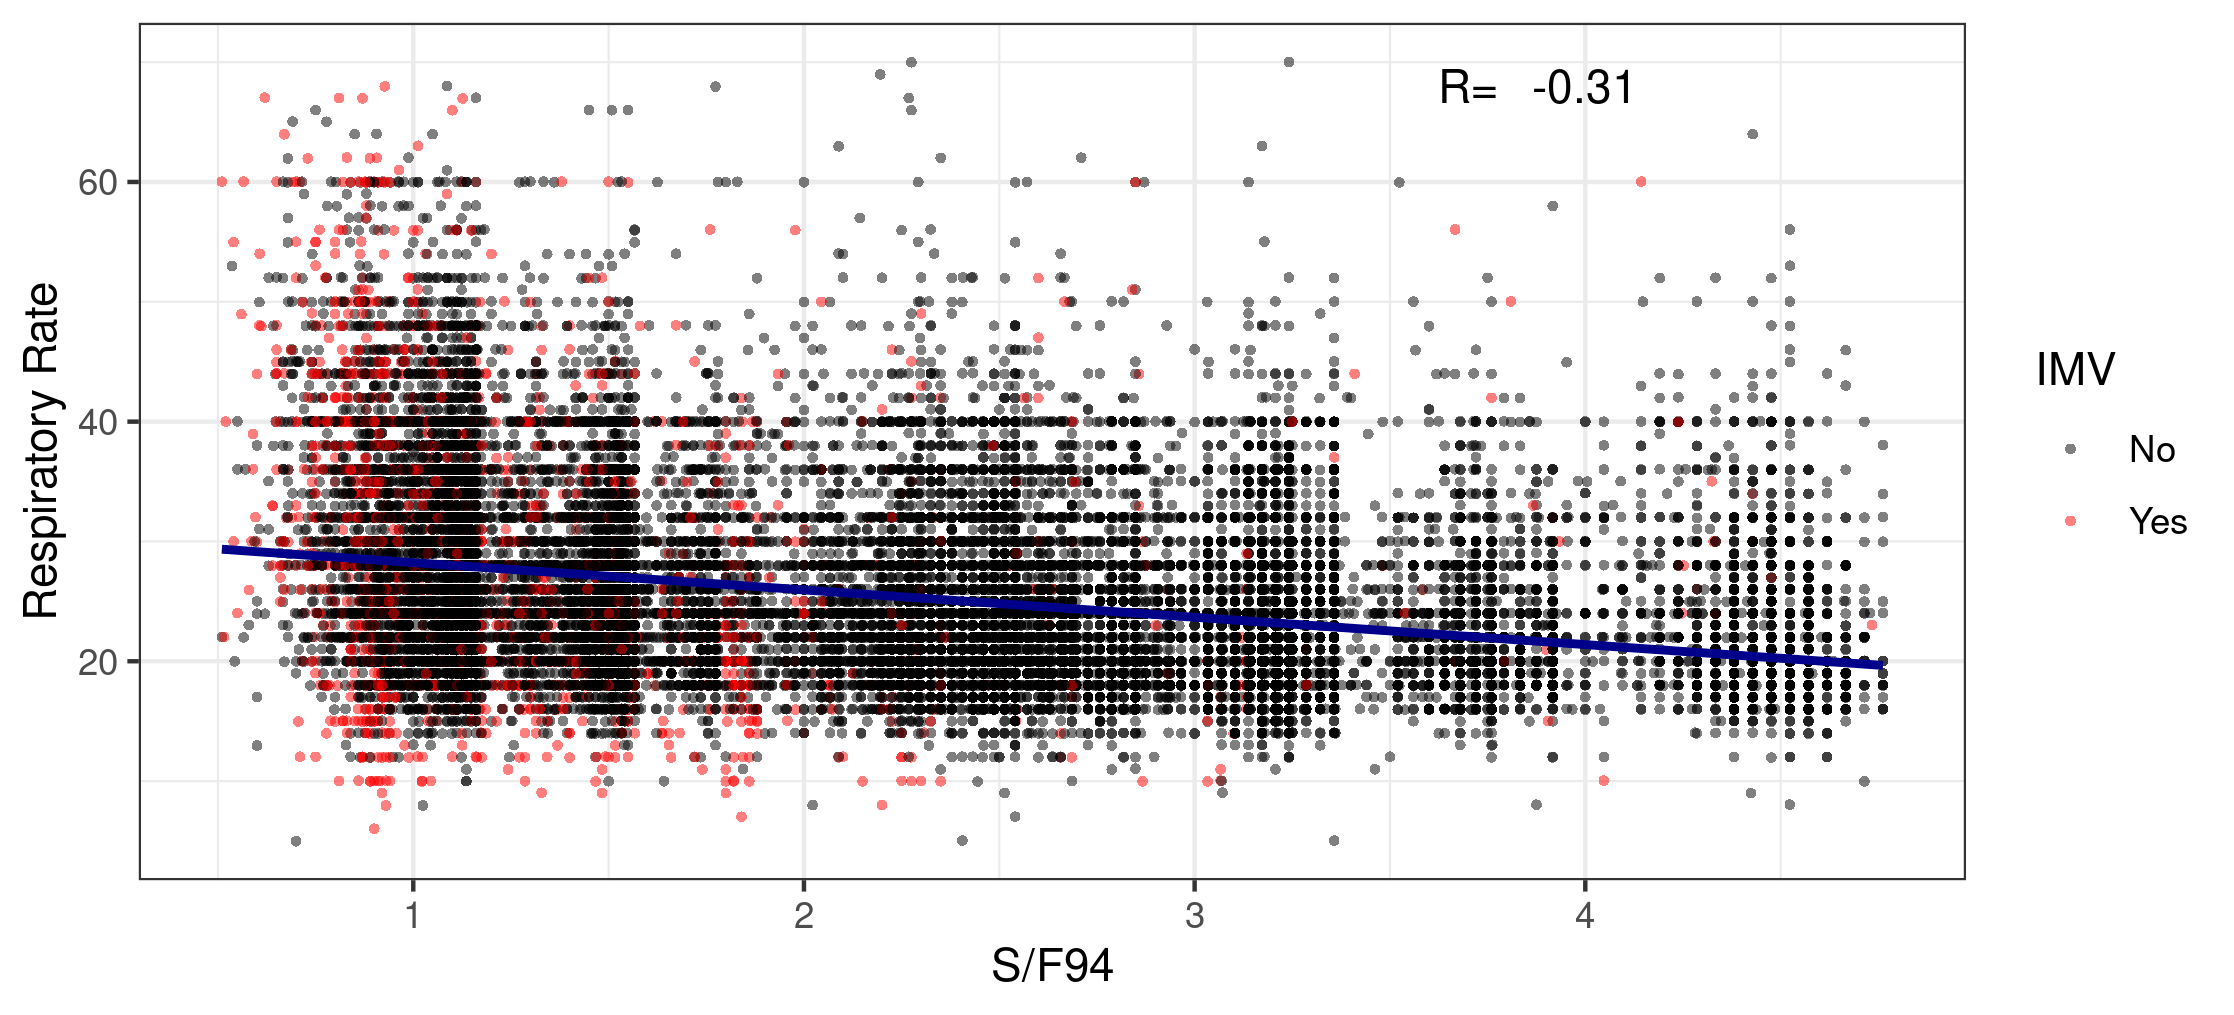 R= -0.31
60
40
20
Respiratory Rate
1 2 3 4
S/F94
IMV
No
Yes